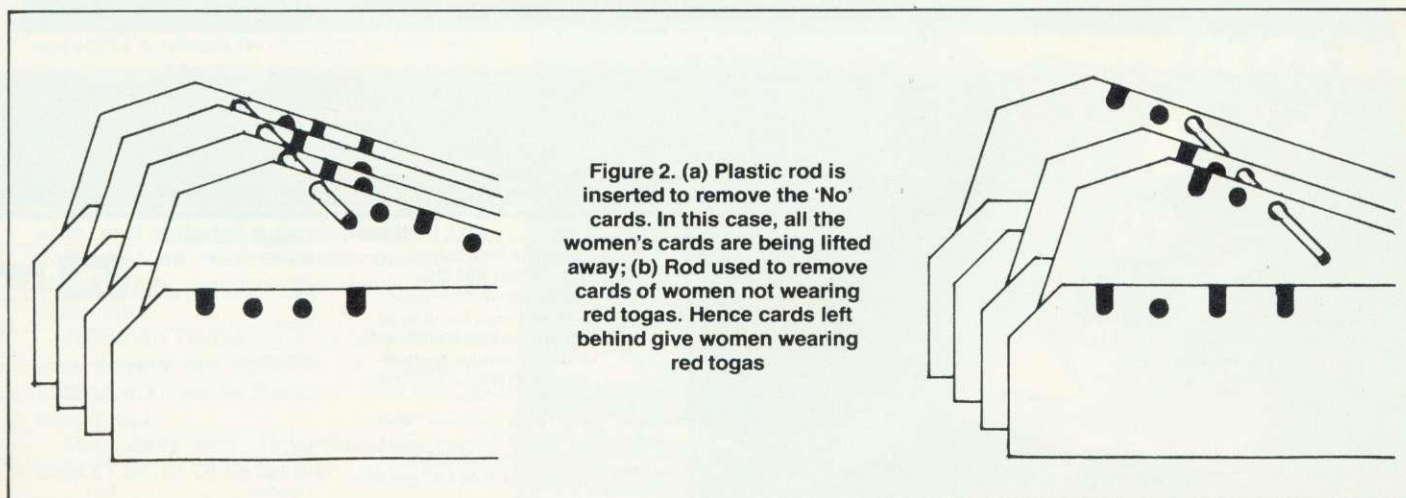 Figure 2. (a) Plastic rod is
inserted to remove the ‘No’
cards. In this case, all the
women’s cards are being lifted
away; (b) Rod used to remove
cards of women not wearing
red togas. Hence cards left
behind give women wearing
red togas